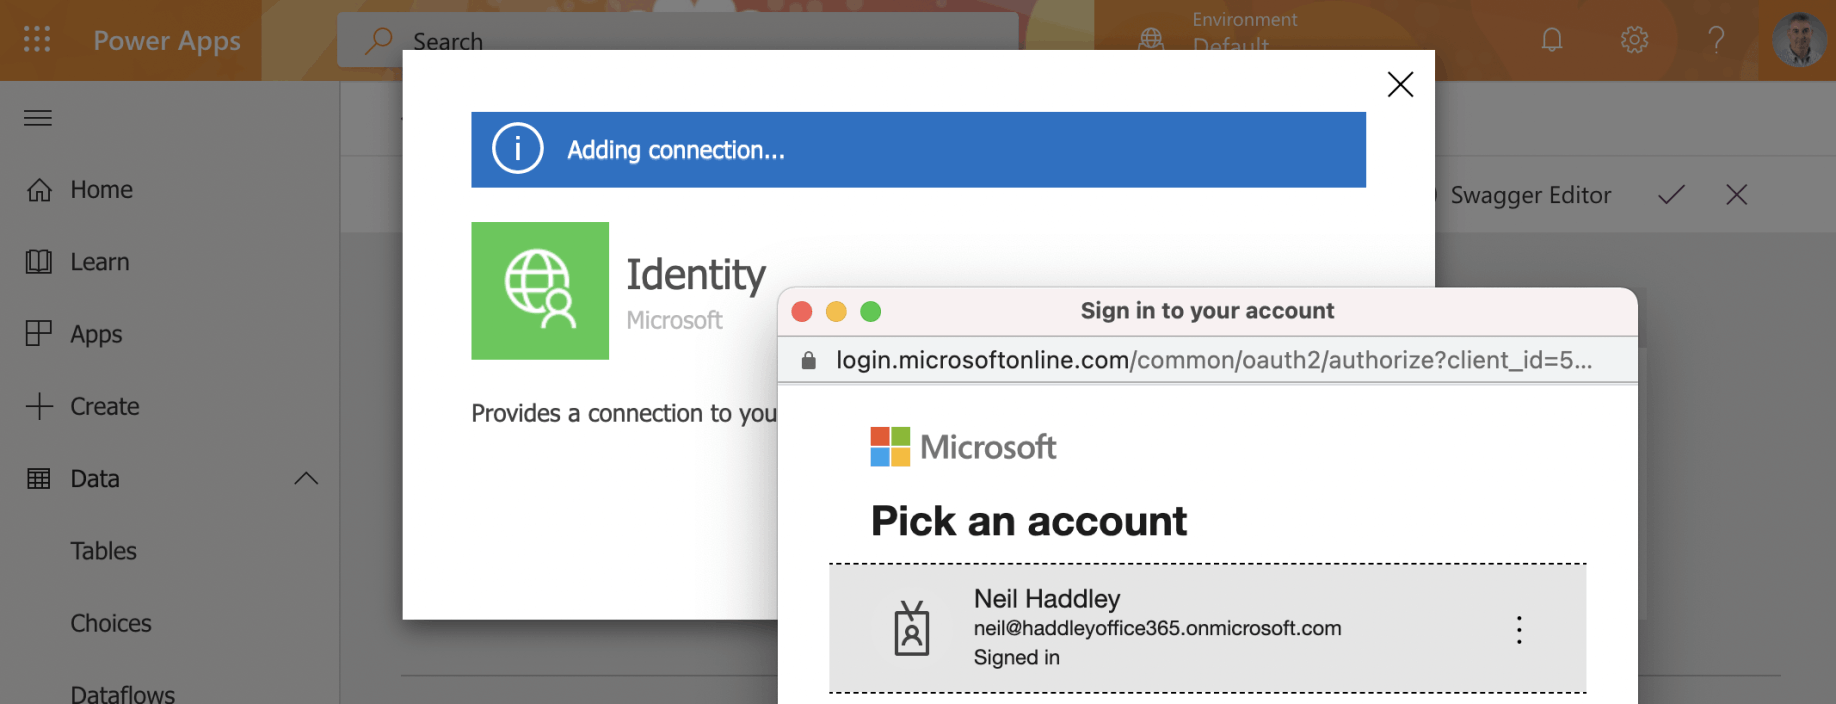 Power Apps
Search
Environment
Default
Adding connection...
Swagger Editor
Home
Learn
Apps
Create
Data
Tables
Choices
Dataflows
Identity
Microsoft
Provides a connection to you
Sign in to your account
login.microsoftonline.com/common/oauth2/authorize?client_id=5...
Microsoft
Pick an account
Neil Haddley
neil@haddleyoffice365.onmicrosoft.com
Signed in